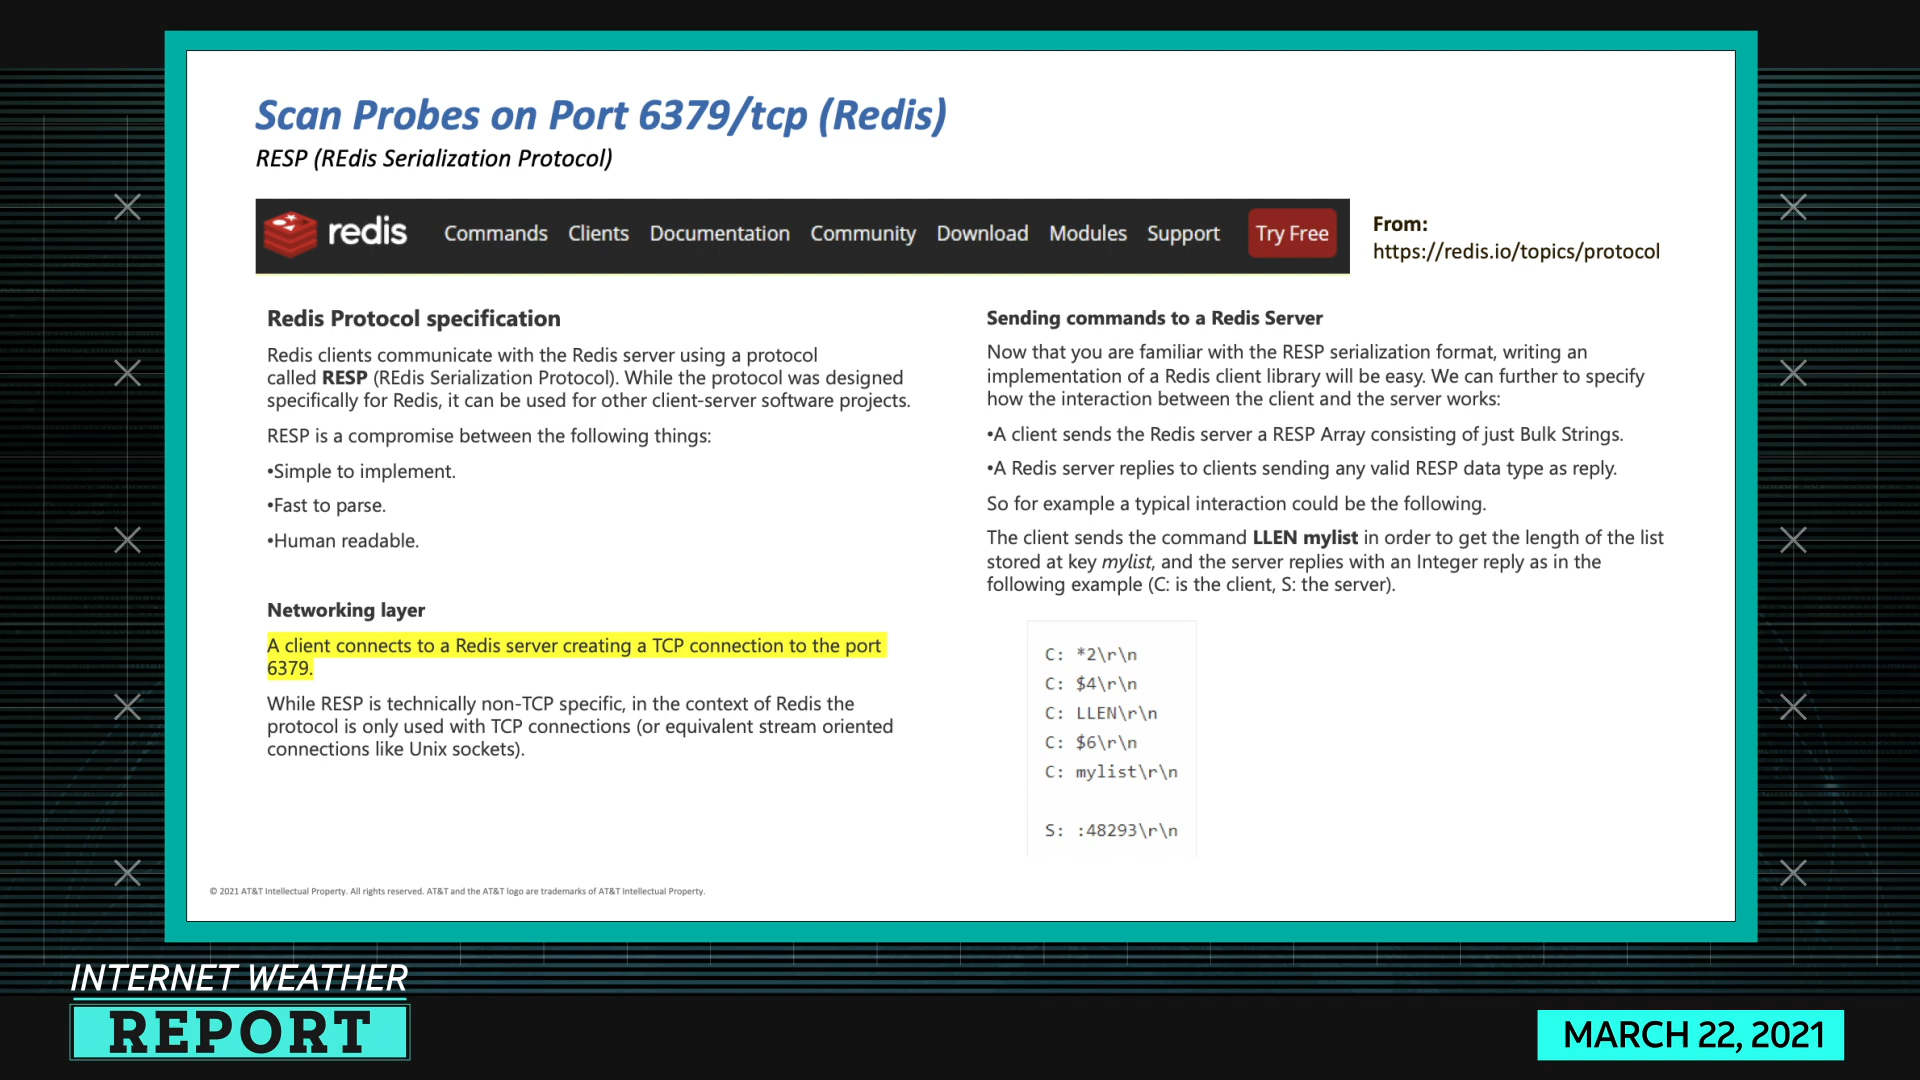 Scan Probes on Port 6379/tcp (Redis)
RESP (REdis Serialization Protocol)
redis Commands Clients Documentation Community Download Modules Support Try Free
From:
https://redis.io/topics/protocol
Redis Protocol specification
Redis clients communicate with the Redis server using a protocol
called RESP (REdis Serialization Protocol). While the protocol was designed
specifically for Redis, it can be used for other client-server software projects.
RESP is a compromise between the following things:
•Simple to implement.
•Fast to parse.
•Human readable.
Networking layer
A client connects to a Redis server creating a TCP connection to the port
6379.
While RESP is technically non-TCP specific, in the context of Redis the
protocol is only used with TCP connections (or equivalent stream oriented
connections like Unix sockets).
Sending commands to a Redis Server
Now that you are familiar with the RESP serialization format, writing an
implementation of a Redis client library will be easy. We can further to specify
how the interaction between the client and the server works:
•A client sends the Redis server a RESP Array consisting of just Bulk Strings.
•A Redis server replies to clients sending any valid RESP data type as reply.
So for example a typical interaction could be the following.
The client sends the command LLEN mylist in order to get the length of the list
stored at key mylist, and the server replies with an Integer reply as in the
following example (C: is the client, S: the server).
C: *2\r\n
C: $4\r\n
C: LLEN\r\n
C: $6\r\n
C: mylist\r\n
S: :48293\r\n
© 2021 AT&T Intellectual Property. All rights reserved. AT&T and the AT&T logo are trademarks of AT&T Intellectual Property.
INTERNET WEATHER
REPORT
MARCH 22, 2021